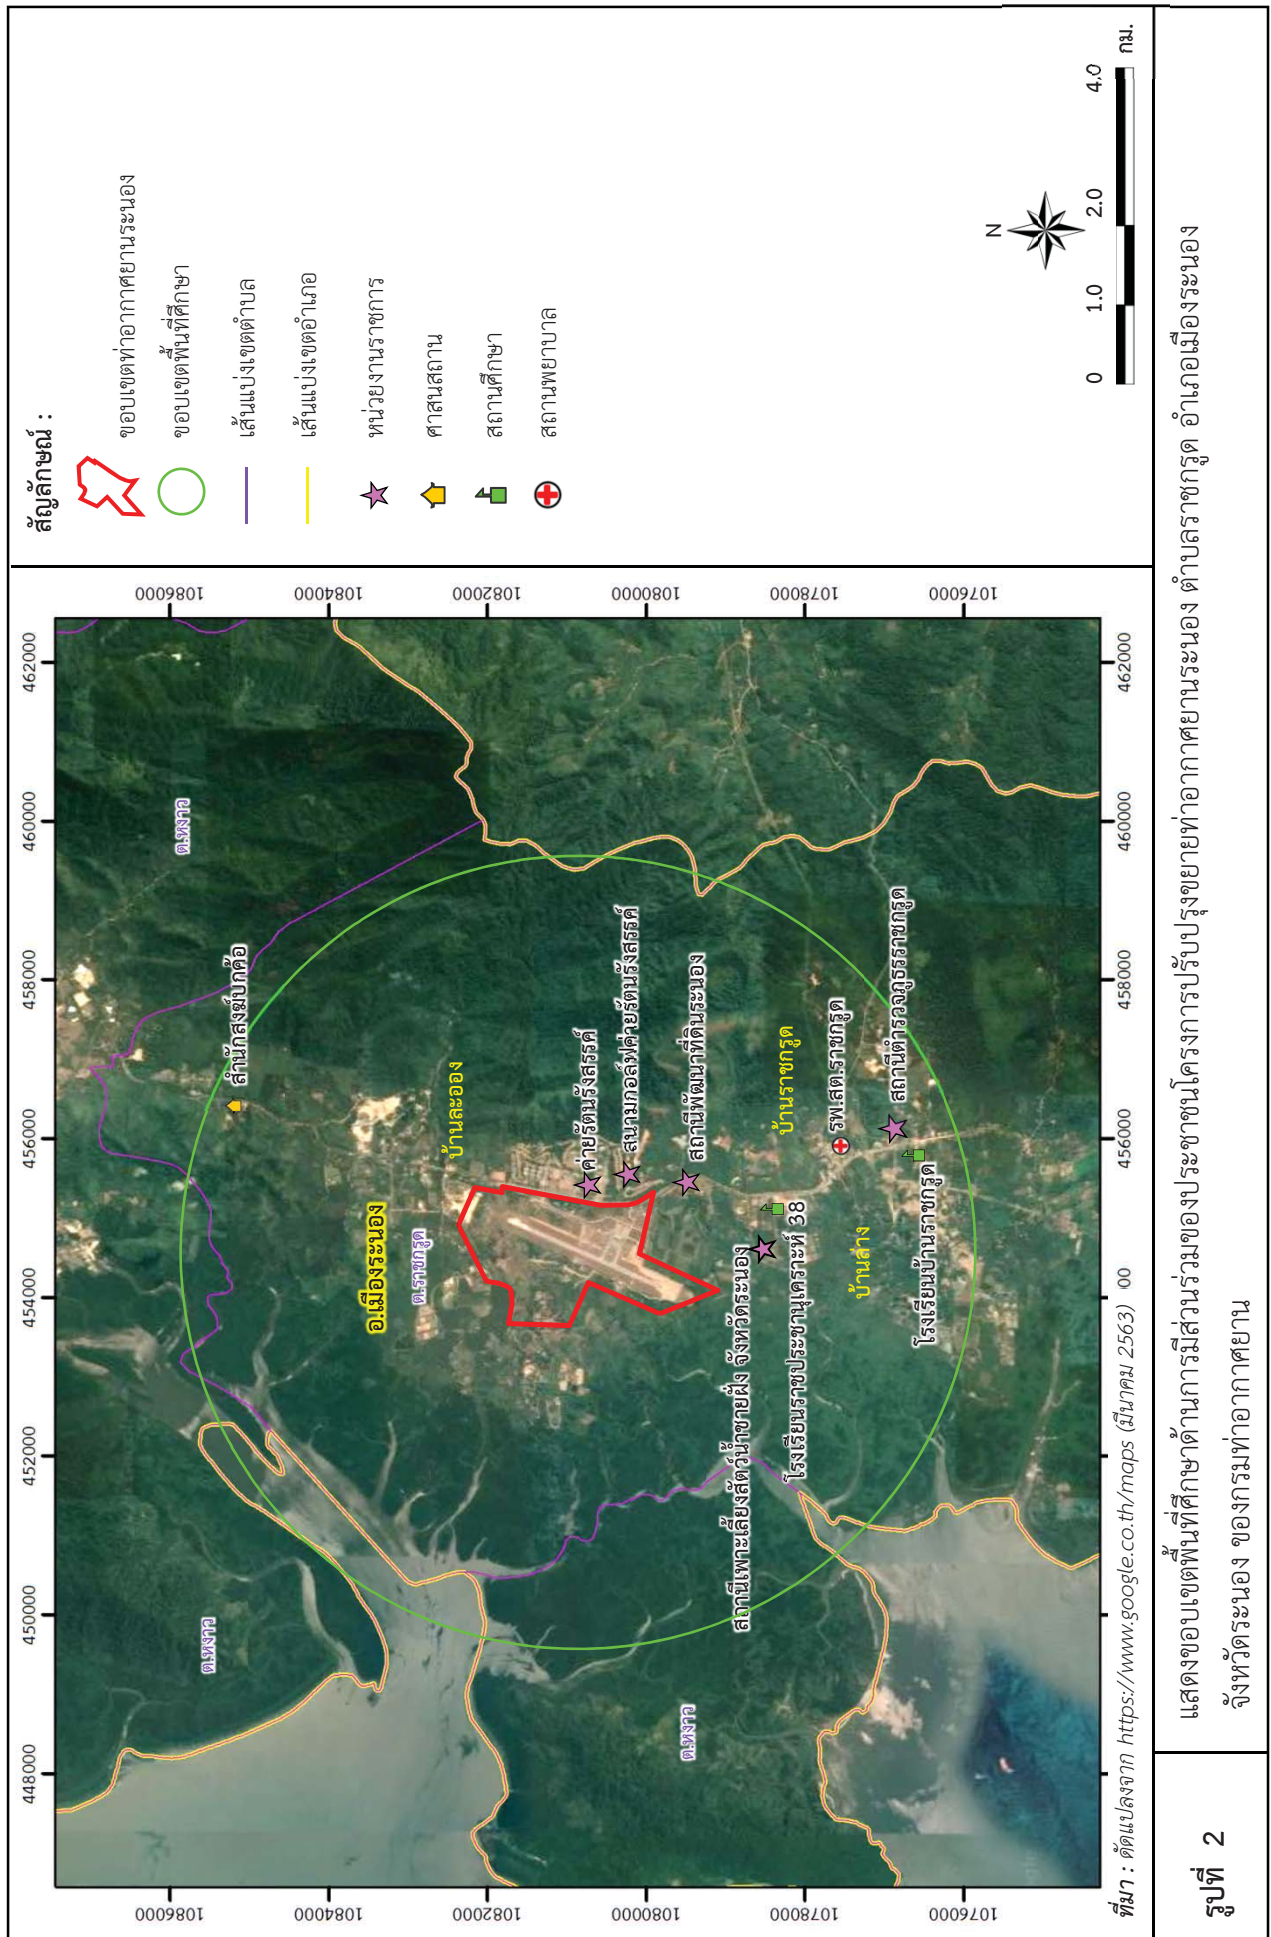 462000
460000
458000
456000
454000
452000
450000
448000
1086000
1084000
1082000
1080000
1078000
1076000
ต.หงาว
สำนักสงฆ์บกค้อ
บ้านละออง
อ.เมืองระนอง
ต.ราชกรูด
ค่ายรัตนรังสรรค์
สนามกอล์ฟค่ายรัตนรังสรรค์
สถานีพัฒนาที่ดินระนอง
บ้านราชกรูด
รพ.สต.ราชกรูด
สถานีตำรวจภูธรราชกรูด
สถานีเพาะเลี้ยงสัตว์น้ำชายฝั่ง จังหวัดระนอง
โรงเรียนราชประชานุเคราะห์ 38
บ้านล่าง
โรงเรียนบ้านราชกรูด
ต.หงาว
ต.หงาว
1086000
1084000
1082000
1080000
1078000
1076000
462000
460000
458000
456000
00
ที่มา : ดัดแปลงจาก https://www.google.co.th/maps (มีนาคม 2563)
สัญลักษณ์ :
ขอบเขตท่าอากาศยานระนอง
ขอบเขตพื้นที่ศึกษา
เส้นแบ่งเขตตำบล
เส้นแบ่งเขตอำเภอ
หน่วยงานราชการ
ศาสนสถาน
สถานศึกษา
สถานพยาบาล
N
0 1.0 2.0 4.0 กม.
รูปที่ 2
แสดงขอบเขตพื้นที่ศึกษาด้านการมีส่วนร่วมของประชาชนโครงการปรับปรุงขยายท่าอากาศยานระนอง ตำบลราชกรูด อำเภอเมืองระนอง
จังหวัดระนอง ของกรมท่าอากาศยาน